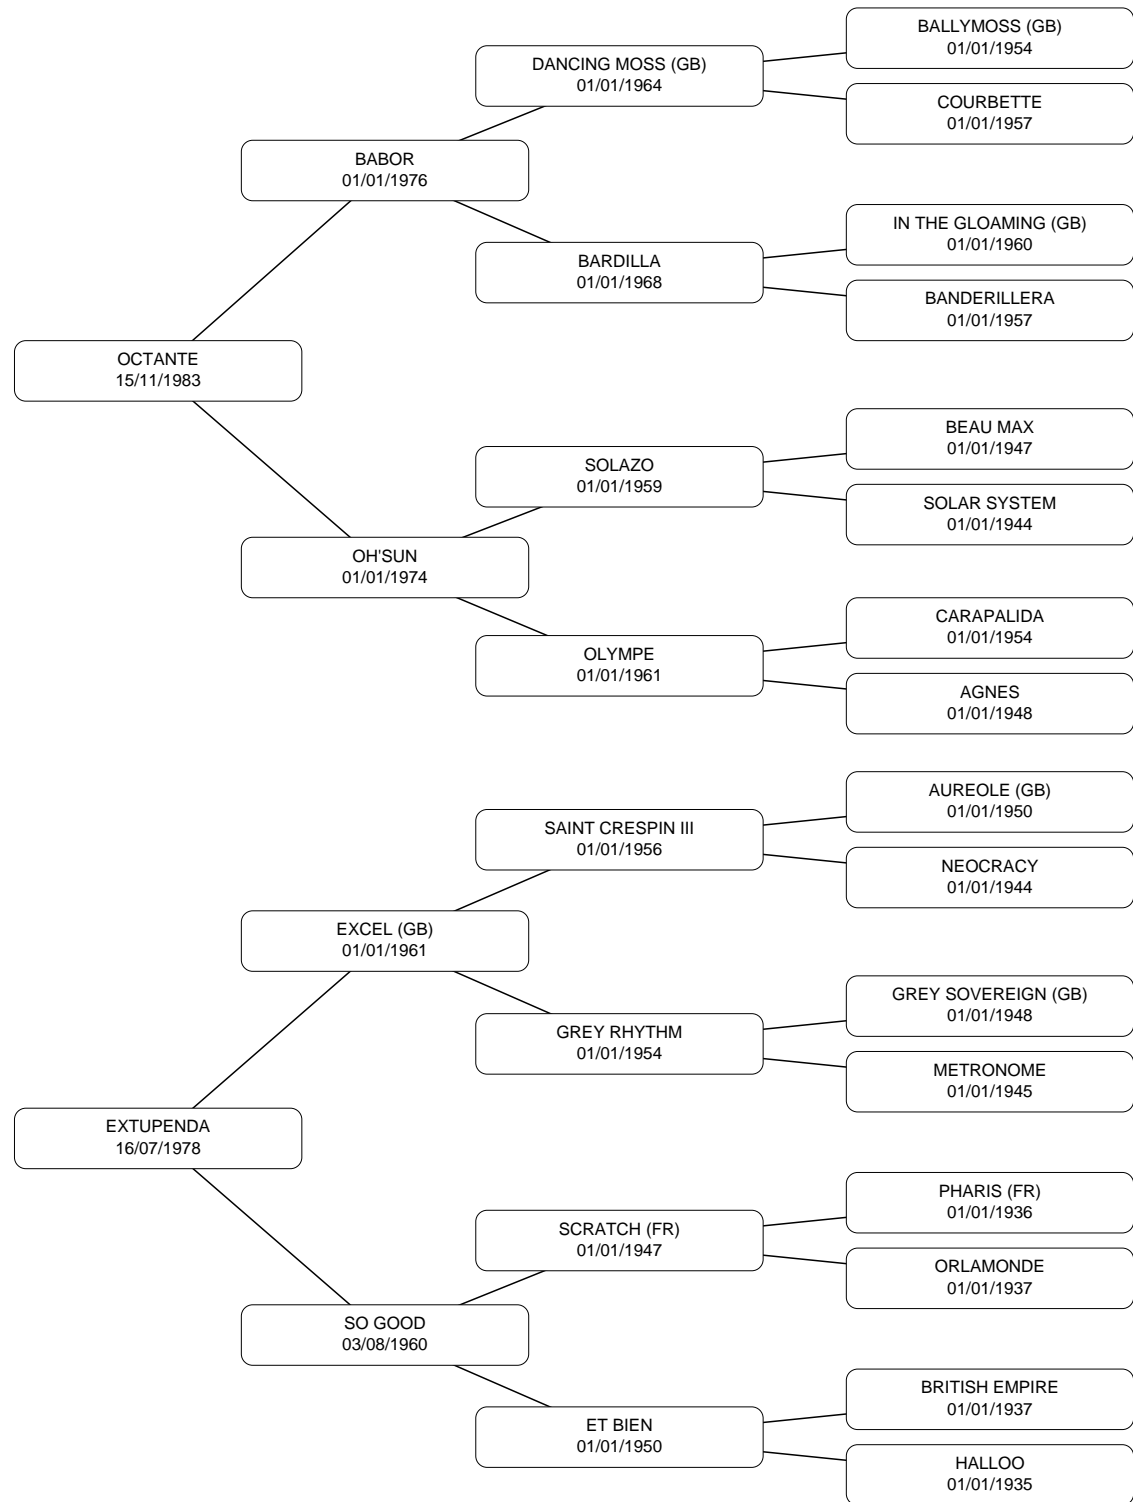 BALLYMOSS (GB)
01/01/1954
DANCING MOSS (GB)
01/01/1964
COURBETTE
01/01/1957
BABOR
01/01/1976
IN THE GLOAMING (GB)
01/01/1960
BARDILLA
01/01/1968
BANDERILLERA
01/01/1957
OCTANTE
15/11/1983
BEAU MAX
01/01/1947
SOLAZO
01/01/1959
SOLAR SYSTEM
01/01/1944
OH'SUN
01/01/1974
CARAPALIDA
01/01/1954
OLYMPE
01/01/1961
AGNES
01/01/1948
AUREOLE (GB)
01/01/1950
SAINT CRESPIN III
01/01/1956
NEOCRACY
01/01/1944
EXCEL (GB)
01/01/1961
GREY SOVEREIGN (GB)
01/01/1948
GREY RHYTHM
01/01/1954
METRONOME
01/01/1945
EXTUPENDA
16/07/1978
PHARIS (FR)
01/01/1936
SCRATCH (FR)
01/01/1947
ORLAMONDE
01/01/1937
SO GOOD
03/08/1960
BRITISH EMPIRE
01/01/1937
ET BIEN
01/01/1950
HALLOO
01/01/1935